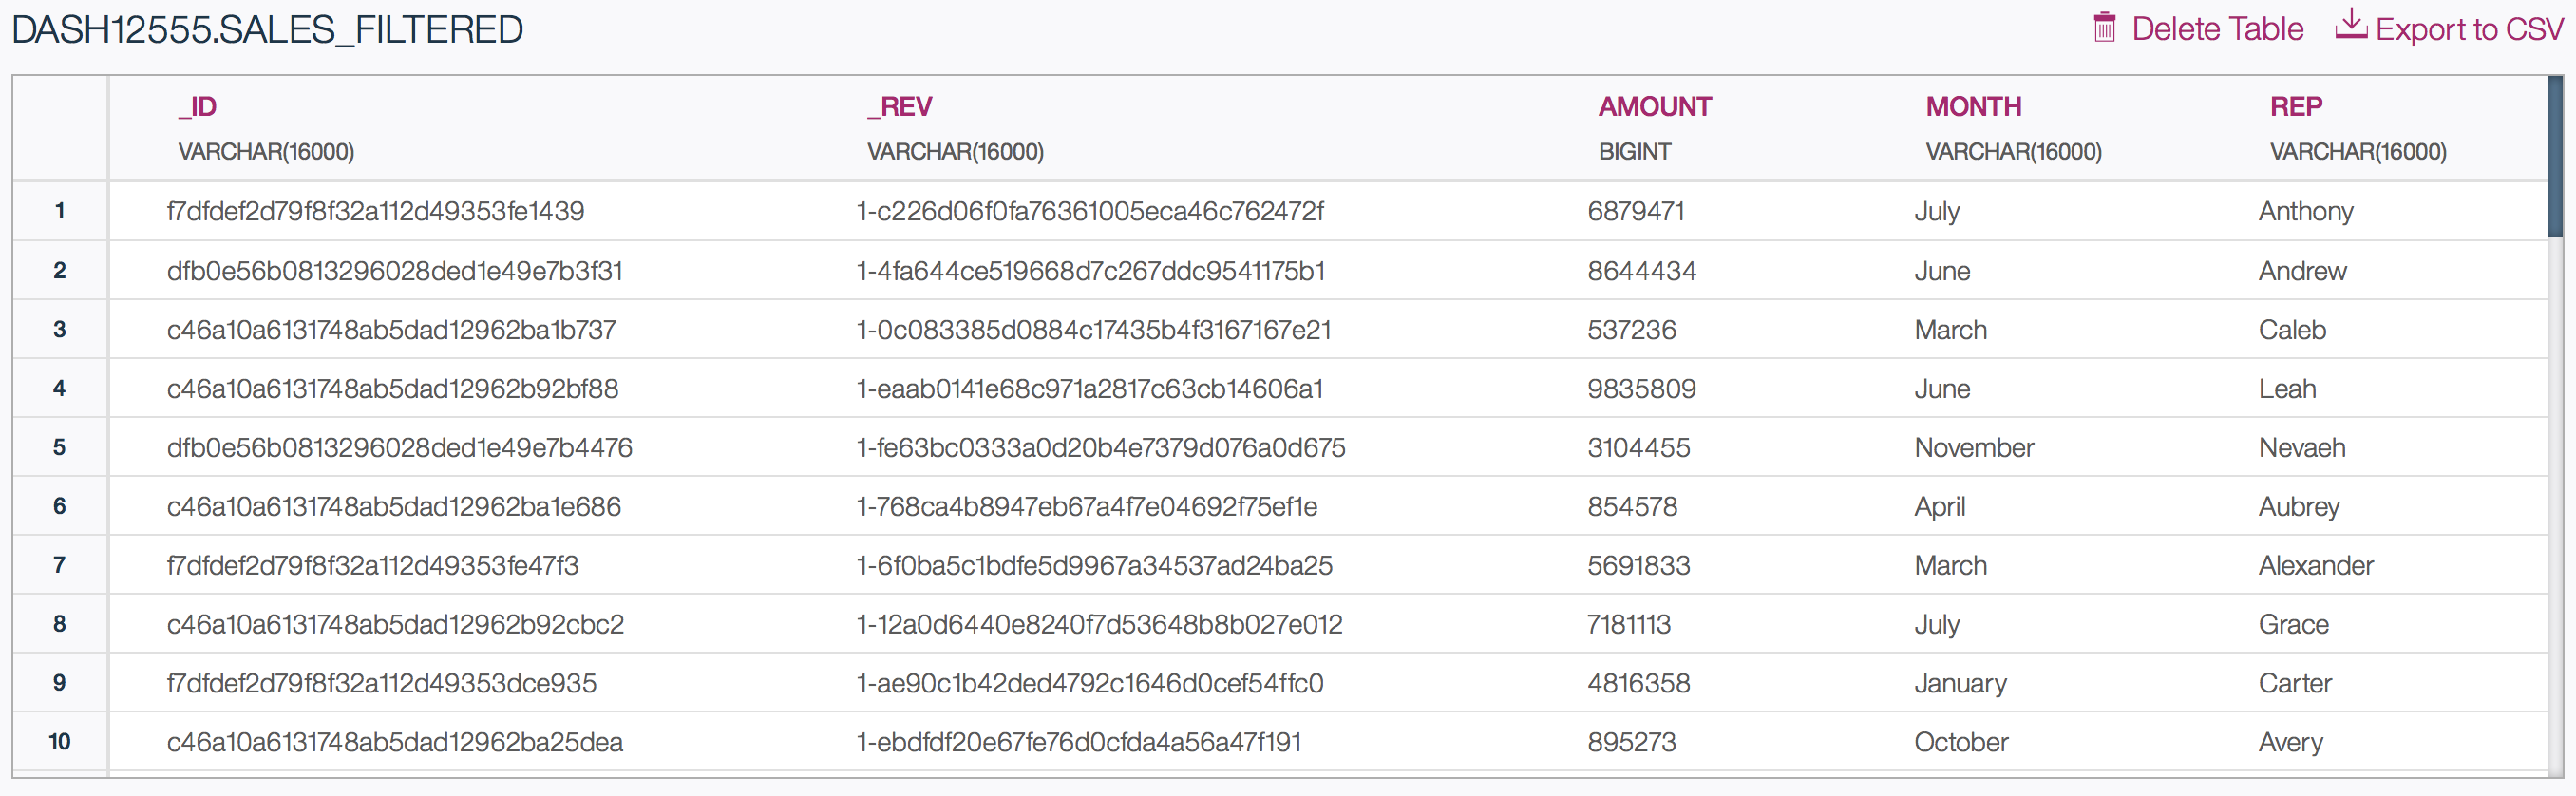 DASH12555.SALES_FILTERED Delete Table Export to CSV
_ID _REV AMOUNT MONTH REP
VARCHAR(16000) VARCHAR(16000) BIGINT VARCHAR(16000) VARCHAR(16000)
1 f7dfdef2d79f8f32a112d49353fe1439 1-c226d06f0fa76361005eca46c762472f 6879471 July Anthony
2 dfb0e56b0813296028ded1e49e7b3f31 1-4fa644ce519668d7c267ddc9541175b1 8644434 June Andrew
3 c46a10a6131748ab5dad12962ba1b737 1-0c083385d0884c17435b4f3167167e21 537236 March Caleb
4 c46a10a6131748ab5dad12962b92bf88 1-eaab0141e68c971a2817c63cb14606a1 9835809 June Leah
5 dfb0e56b0813296028ded1e49e7b4476 1-fe63bc0333a0d20b4e7379d076a0d675 3104455 November Nevaeh
6 c46a10a6131748ab5dad12962ba1e686 1-768ca4b8947eb67a4f7e04692f75ef1e 854578 April Aubrey
7 f7dfdef2d79f8f32a112d49353fe47f3 1-6f0ba5c1bdfe5d9967a34537ad24ba25 5691833 March Alexander
8 c46a10a6131748ab5dad12962b92cbc2 1-12a0d6440e8240f7d53648b8b027e012 7181113 July Grace
9 f7dfdef2d79f8f32a112d49353dce935 1-ae90c1b42ded4792c1646d0cef54ffc0 4816358 January Carter
10 c46a10a6131748ab5dad12962ba25dea 1-ebdfdf20e67fe76d0cfda4a56a47f191 895273 October Avery